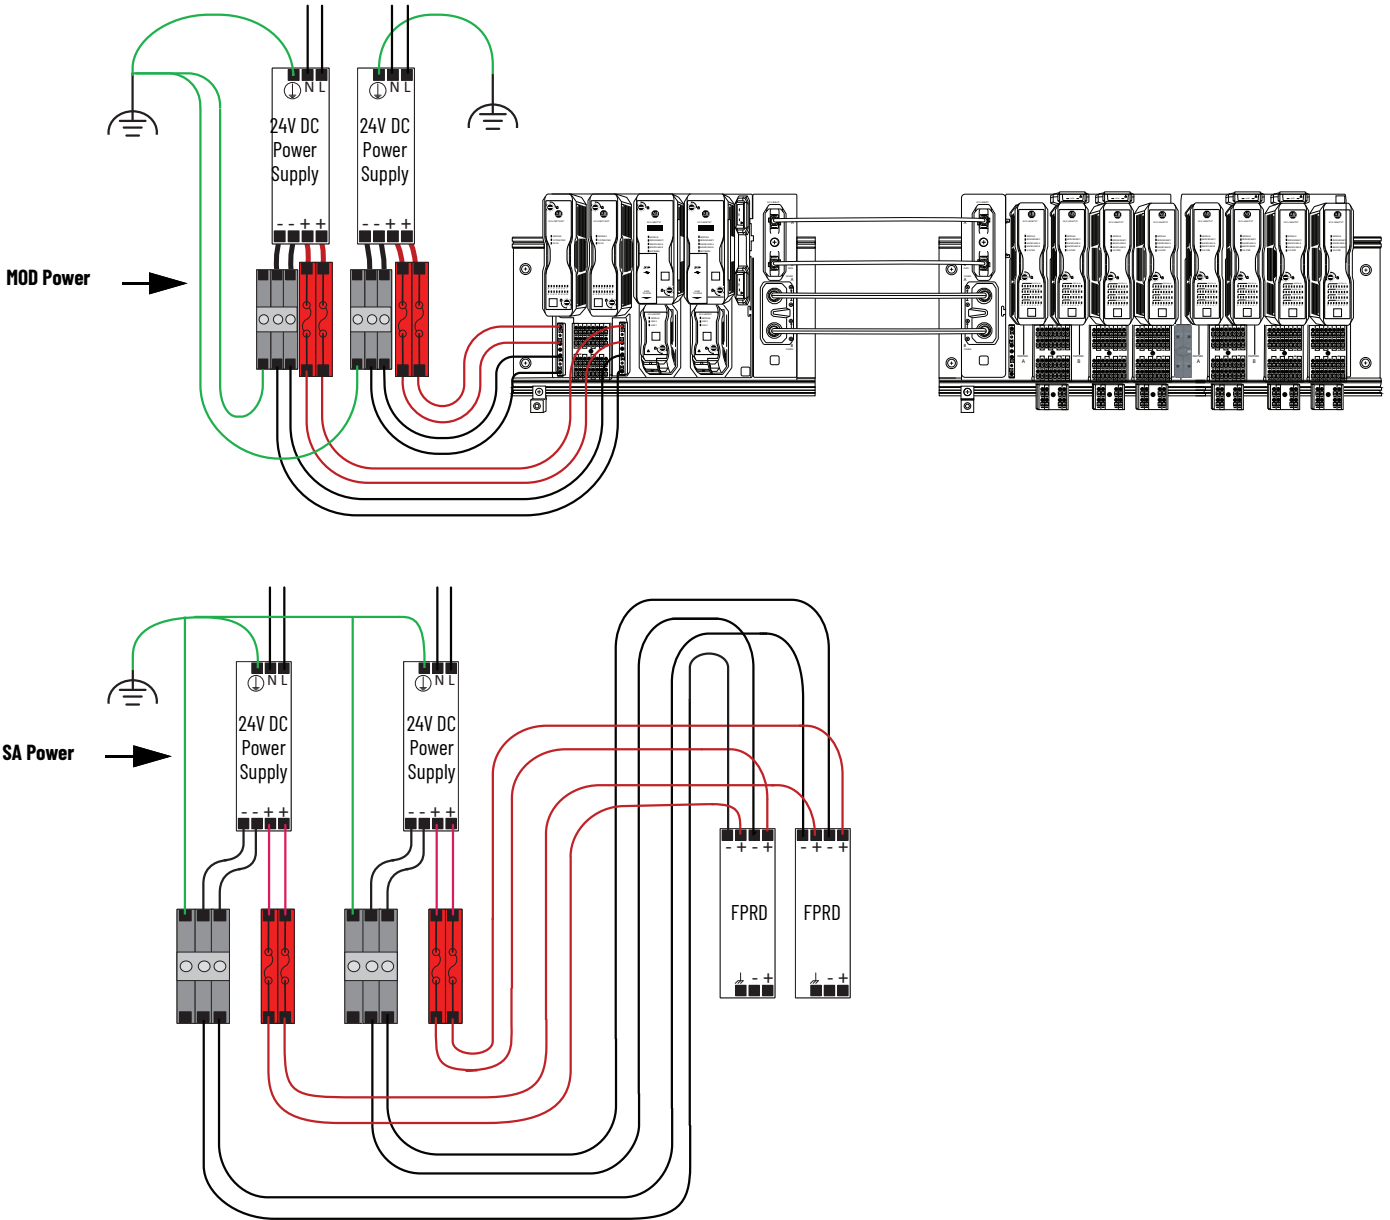 N L
N L
24V DC
Power
Supply
24V DC
Power
Supply
- - + +
- - + +
MOD Power
A
B
A
B
N L
N L
24V DC
Power
Supply
24V DC
Power
Supply
SA Power
- - + +
- - + +
- + - +
- + - +
FPRD
FPRD
- +
- +